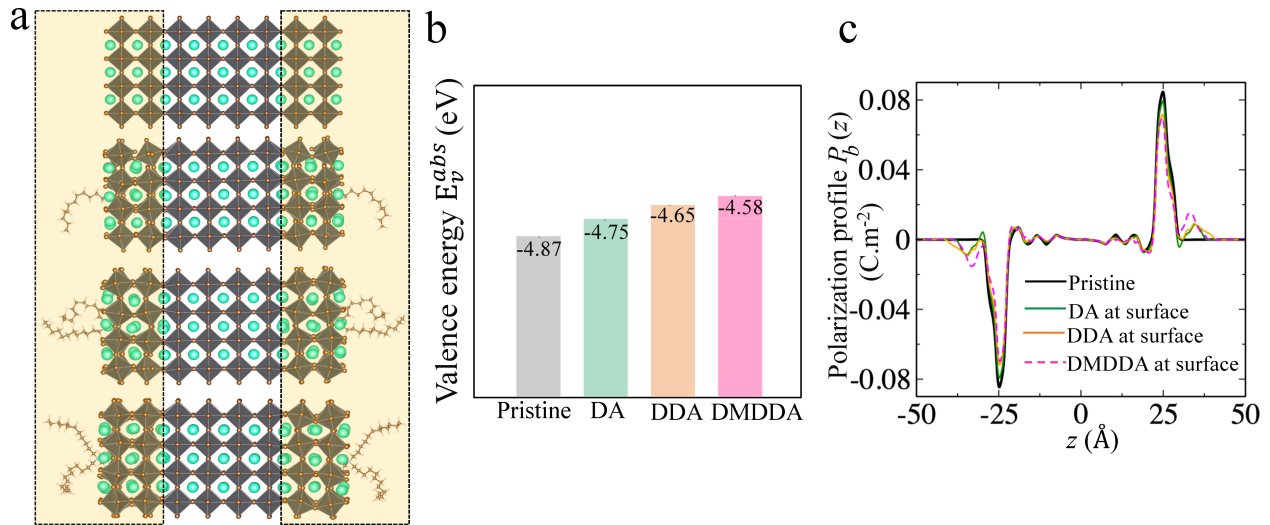 a
b
Valence energy E_v^abs (eV)
-4.87
-4.75
-4.65
-4.58
Pristine
DA
DDA
DMDDA
c
Polarization profile P_b(z)
(C.m⁻²)
0.08
0.04
0
-0.04
-0.08
Pristine
DA at surface
DDA at surface
DMDDA at surface
-50
-25
0
25
50
z (Å)